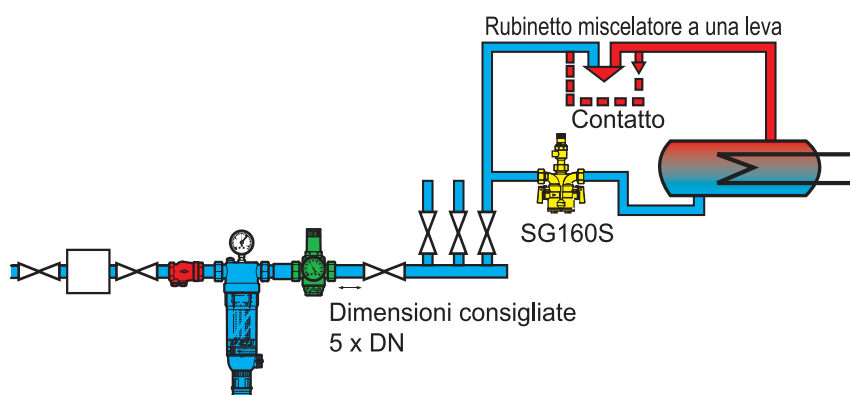 Rubinetto miscelatore a una leva
Contatto
SG160S
Dimensioni consigliate
5 x DN